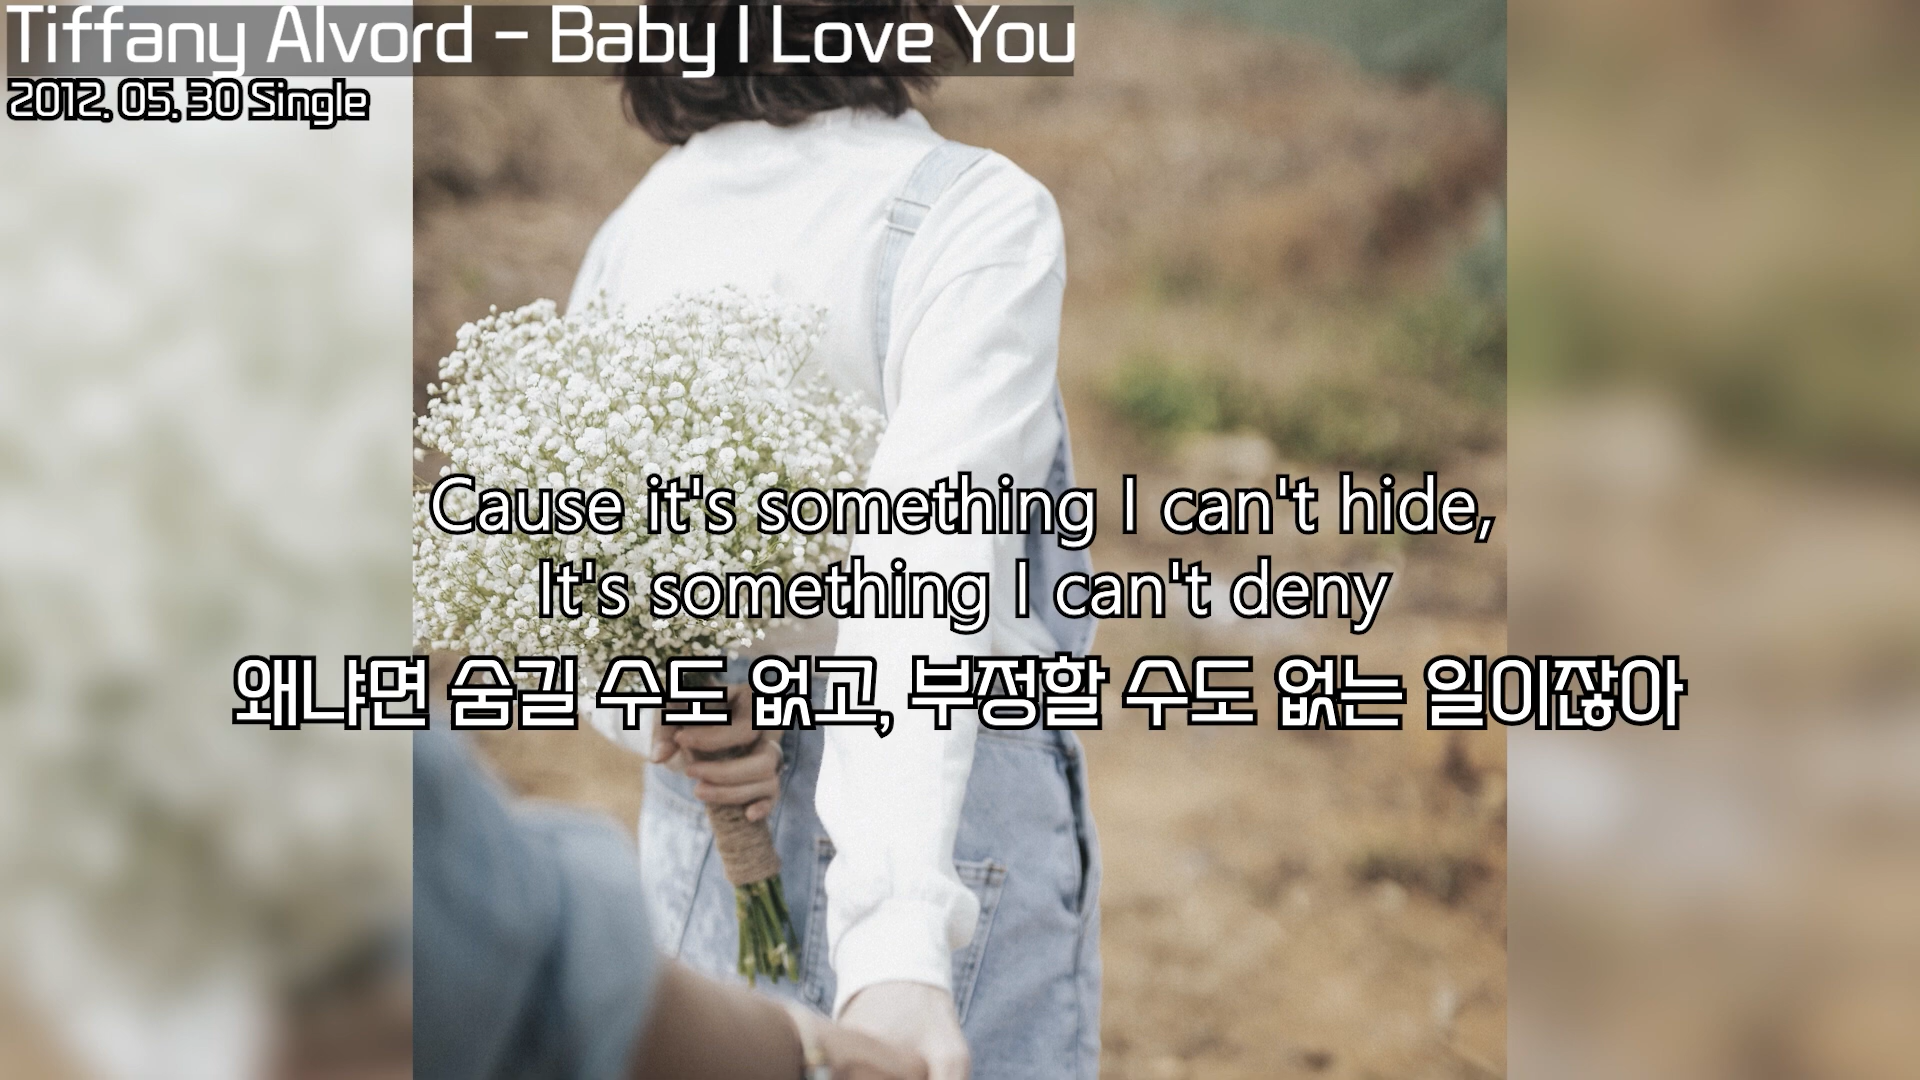 Tiffany Alvord - Baby I Love You
2012. 05. 30 Single
Cause it's something I can't hide,
It's something I can't deny
왜냐면 숨길 수도 없고, 부정할 수도 없는 일이잖아